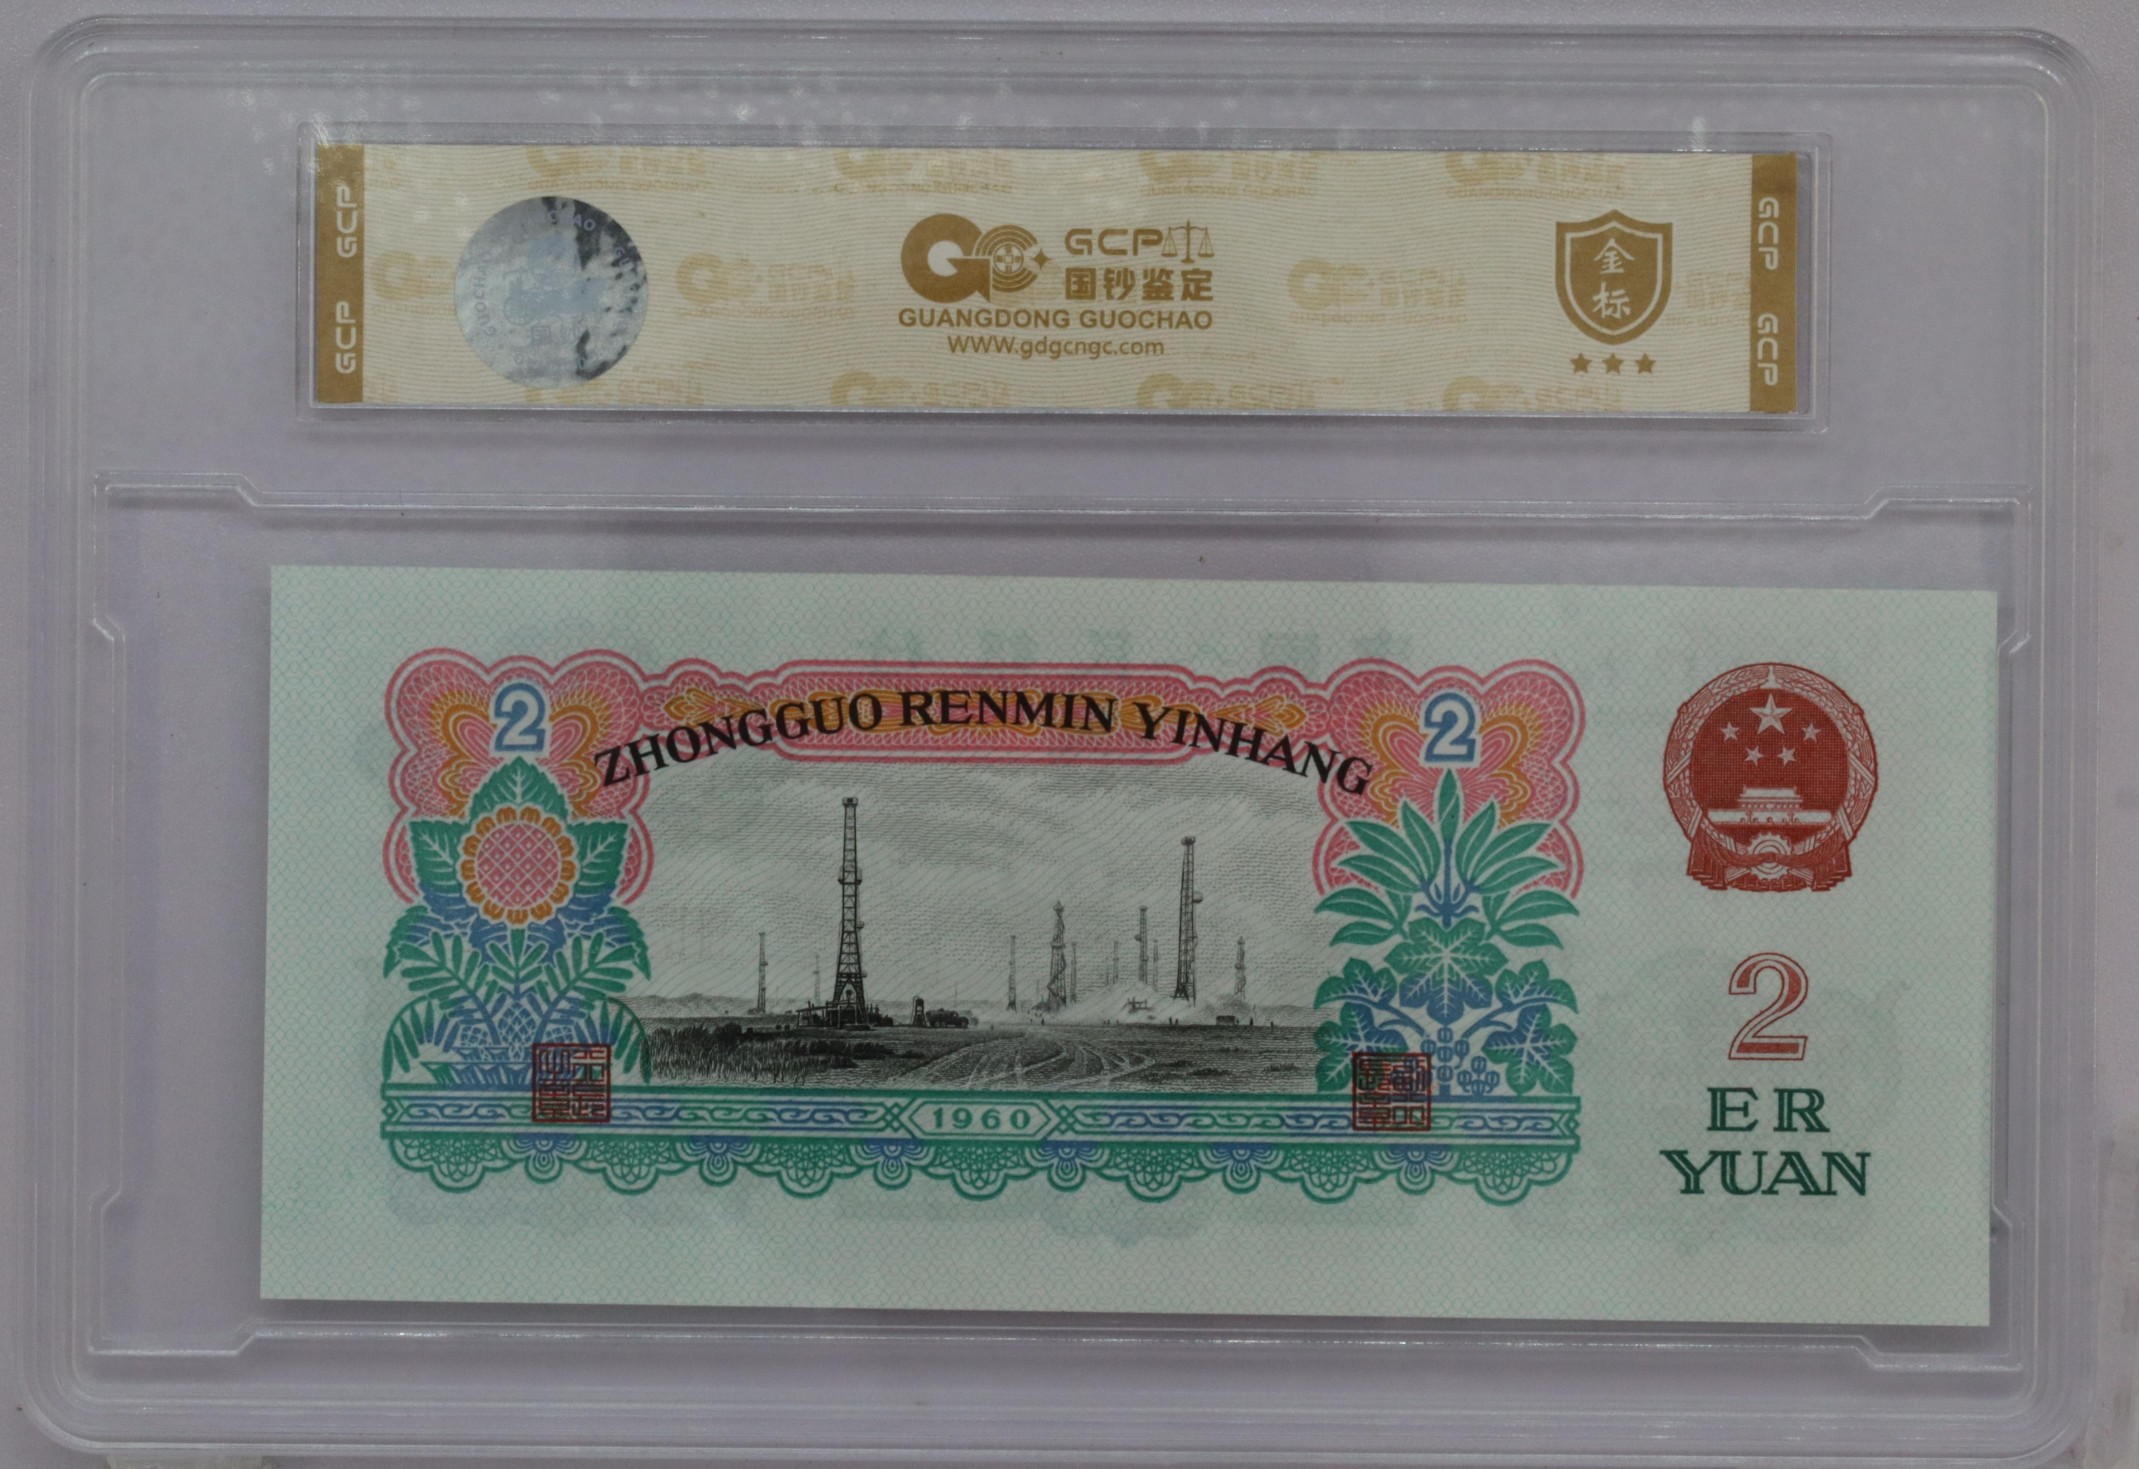 GCP GCP
GCP
国钞鉴定
GUANGDONG GUOCHAO
WWW.gdgcngc.com
金
标
GCP GCP
2
ZHONGGUO RENMIN YINHANG
2
1960
2
ER
YUAN